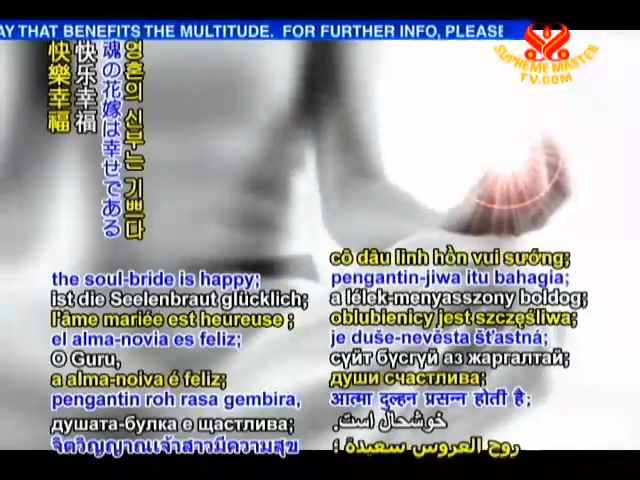 AY THAT BENEFITS THE MULTITUDE. FOR FURTHER INFO, PLEASE
SUPREME MASTER
TV.COM
영혼의 신부는 기쁘다
魂の花嫁は幸せである
快乐幸福
快樂幸福
the soul-bride is happy;
ist die Seelenbraut glücklich;
l'âme mariée est heureuse ;
el alma-novia es feliz;
O Guru,
a alma-noiva é feliz;
pengantin roh rasa gembira,
душата-булка е щастлива;
จิตวิญญาณเจ้าสาวมีความสุข
cô dâu linh hồn vui sướng;
pengantin-jiwa itu bahagia;
a lélek-menyasszony boldog;
oblubienicy jest szczęśliwa;
je duše-nevěsta šťastná;
сүйт бүсгүй аз жаргалтай;
души счастлива;
आत्मा दुल्हन प्रसन्न होती है;
خوشحال است.
روح العروس سعيدة ؛